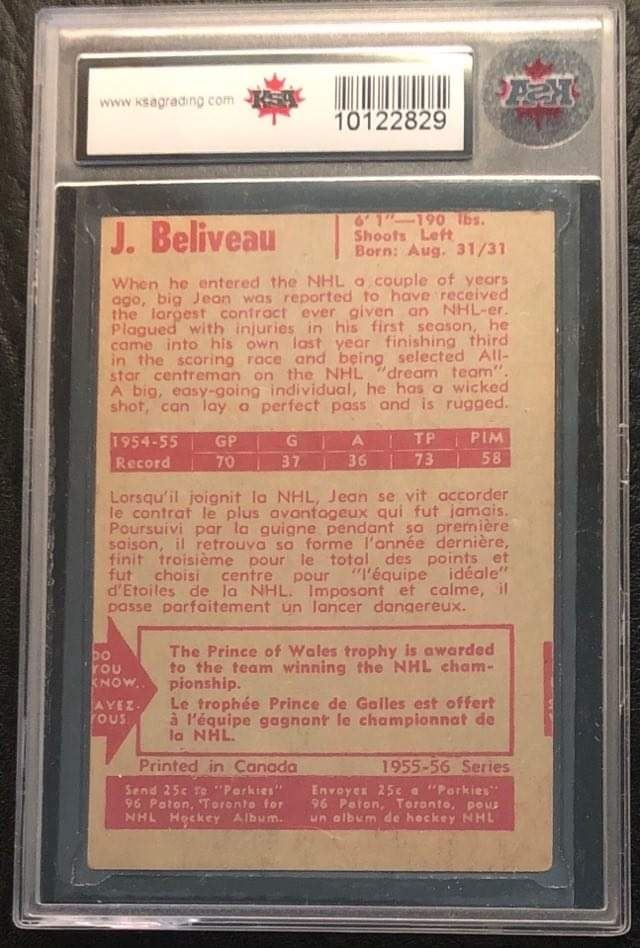 www.ksagrading.com KSA
10122829
KSA
J. Beliveau
6' 1"—190 lbs.
Shoots Left
Born: Aug. 31/31
When he entered the NHL a couple of years
ago, big Jean was reported to have received
the largest contract ever given an NHL-er.
Plagued with injuries in his first season, he
came into his own last year finishing third
in the scoring race and being selected All-
star centreman on the NHL "dream team".
A big, easy-going individual, he has a wicked
shot, can lay a perfect pass and is rugged.
1954-55 GP G A TP PIM
Record 70 37 36 73 58
Lorsqu'il joignit la NHL, Jean se vit accorder
le contrat le plus avantageux qui fut jamais.
Poursuivi par la guigne pendant sa première
saison, il retrouva sa forme l'année dernière,
finit troisième pour le total des points et
fut choisi centre pour "l'équipe idéale"
d'Etoiles de la NHL. Imposant et calme, il
passe parfaitement un lancer dangereux.
DO
YOU
KNOW..
AVEZ-
VOUS
The Prince of Wales trophy is awarded
to the team winning the NHL cham-
pionship.
Le trophée Prince de Galles est offert
à l'équipe gagnant le championnat de
la NHL.
Printed in Canada 1955-56 Series
Send 25c to "Parkies"
96 Paton, Toronto for
NHL Hockey Album.
Envoyez 25c a "Parkies"
96 Paton, Toronto, pour
un album de hockey NHL